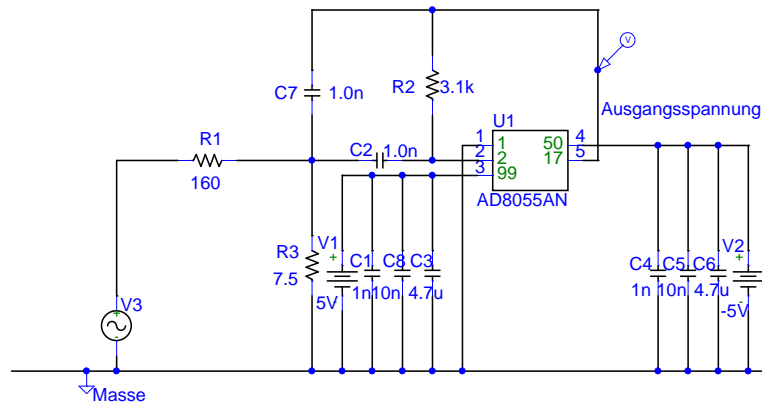 V
C7
1.0n
R2
3.1k
Ausgangsspannung
U1
R1
160
C2
1.0n
1
2
3
1
2
99
50
17
4
5
AD8055AN
R3
7.5
V1
+
5V
C1
1n
C8
10n
C3
4.7u
C4
1n
C5
10n
C6
4.7u
V2
+
-
-5V
V3
+
-
Masse